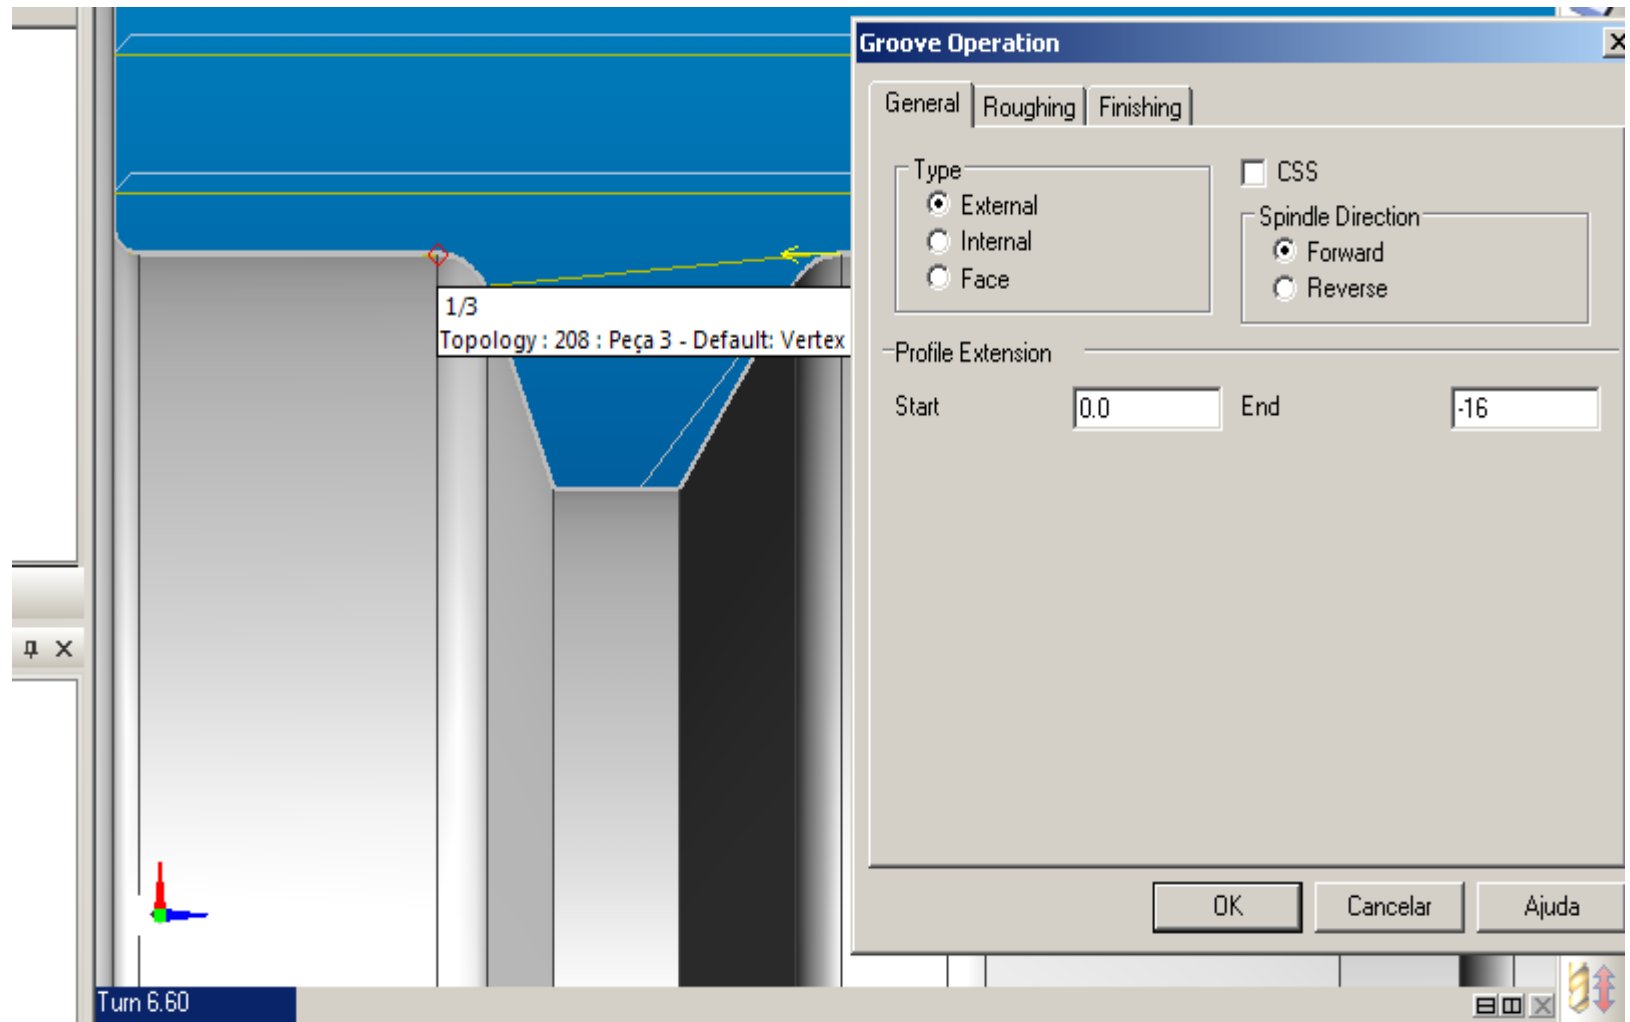 Groove Operation
General
Roughing
Finishing
Type
External
Internal
Face
CSS
Spindle Direction
Forward
Reverse
1/3
Topology : 208 : Peça 3 - Default: Vertex
Profile Extension
Start
0.0
End
-16
OK
Cancelar
Ajuda
Turn 6.60